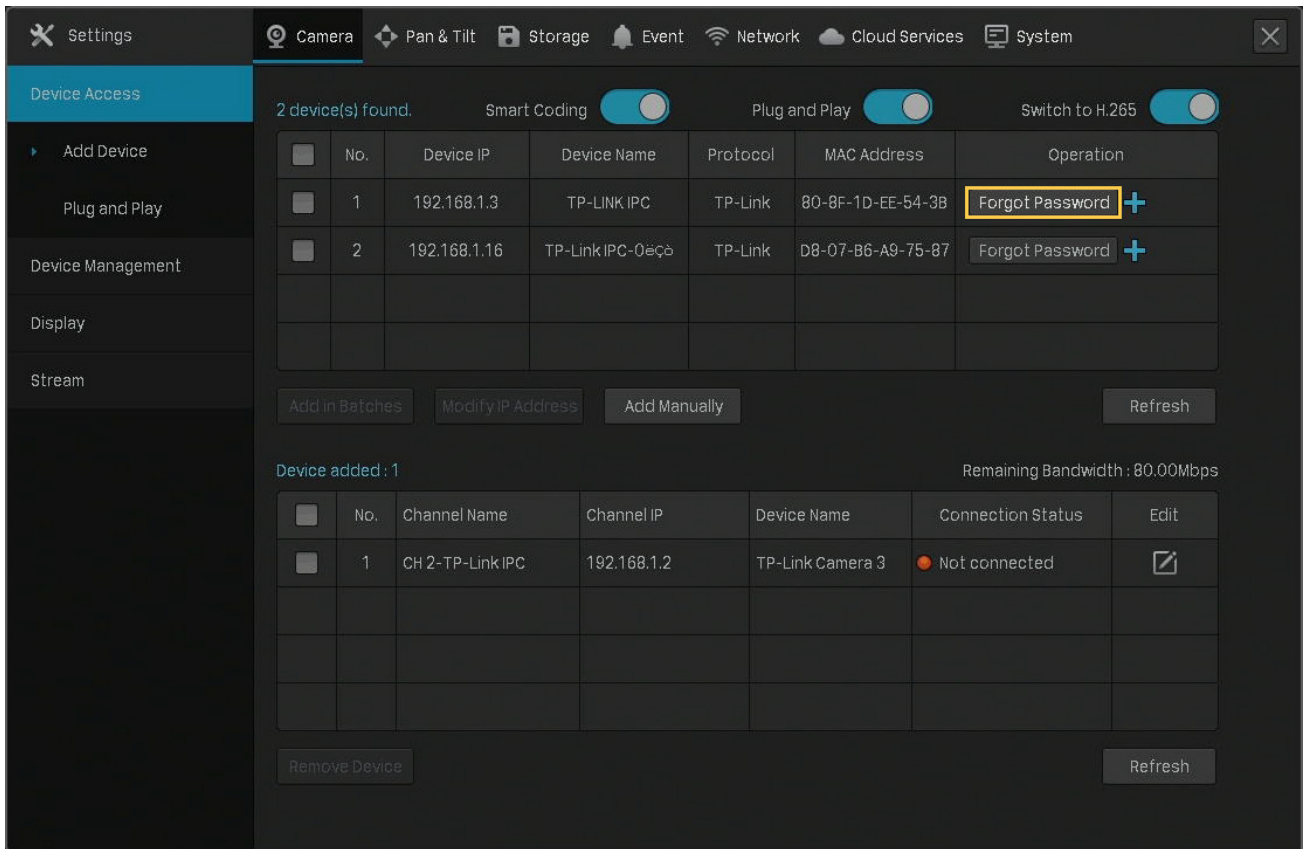 Settings
Camera Pan & Tilt Storage Event Network Cloud Services System
Device Access
Add Device
Plug and Play
Device Management
Display
Stream
2 device(s) found. Smart Coding Plug and Play Switch to H.265
No. Device IP Device Name Protocol MAC Address Operation
1 192.168.1.3 TP-LINK IPC TP-Link 80-8F-1D-EE-54-3B Forgot Password
2 192.168.1.16 TP-Link IPC-0ëÇò TP-Link D8-07-B6-A9-75-87 Forgot Password
Add in Batches Modify IP Address Add Manually Refresh
Device added : 1 Remaining Bandwidth : 80.00Mbps
No. Channel Name Channel IP Device Name Connection Status Edit
1 CH 2-TP-Link IPC 192.168.1.2 TP-Link Camera 3 Not connected
Remove Device Refresh